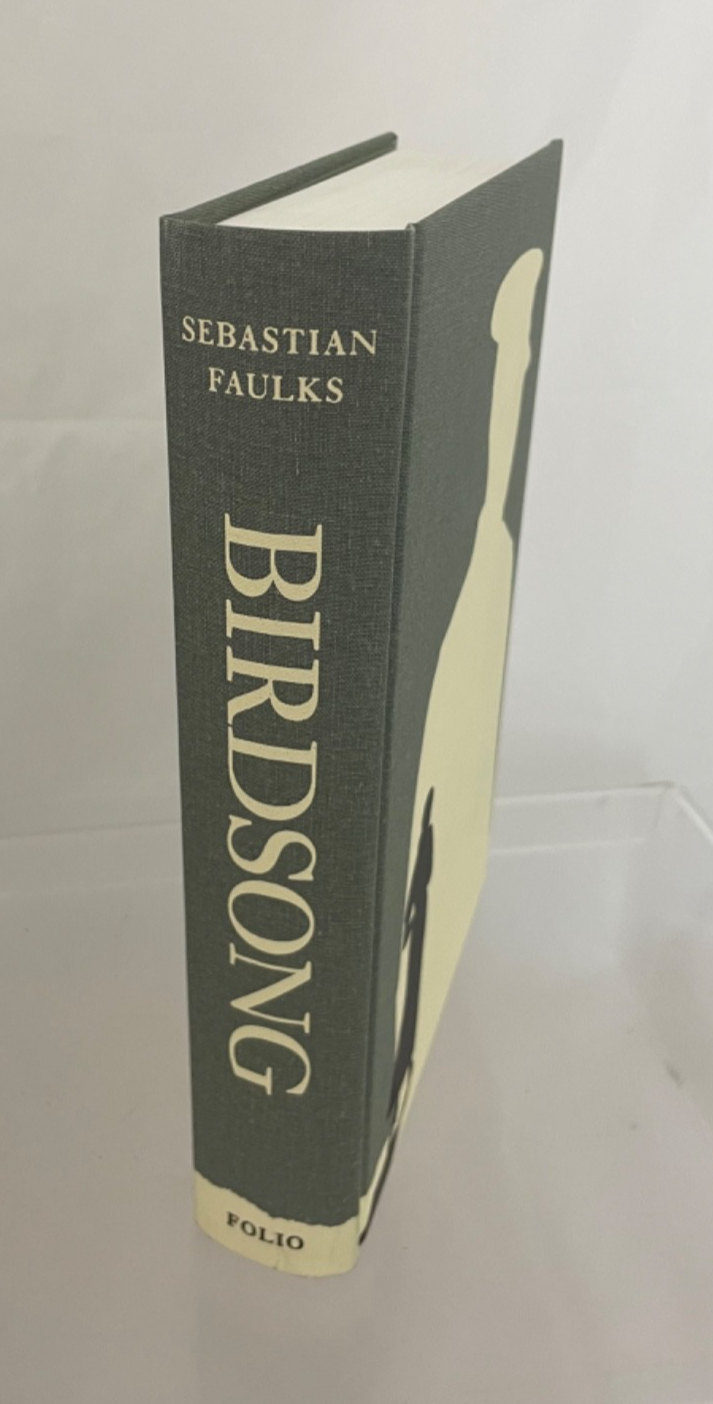 SEBASTIAN
FAULKS
BIRDSONG
FOLIO